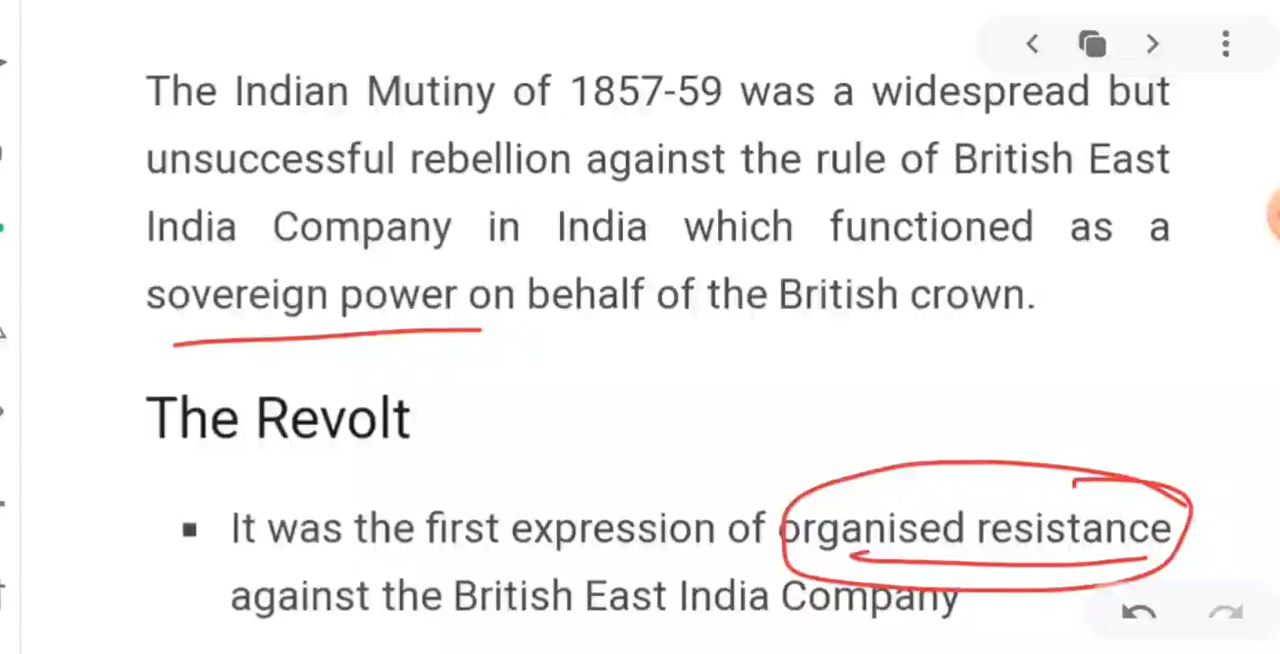 The Indian Mutiny of 1857-59 was a widespread but
unsuccessful rebellion against the rule of British East
India Company in India which functioned as a
sovereign power on behalf of the British crown.
The Revolt
▪ It was the first expression of organised resistance
against the British East India Company